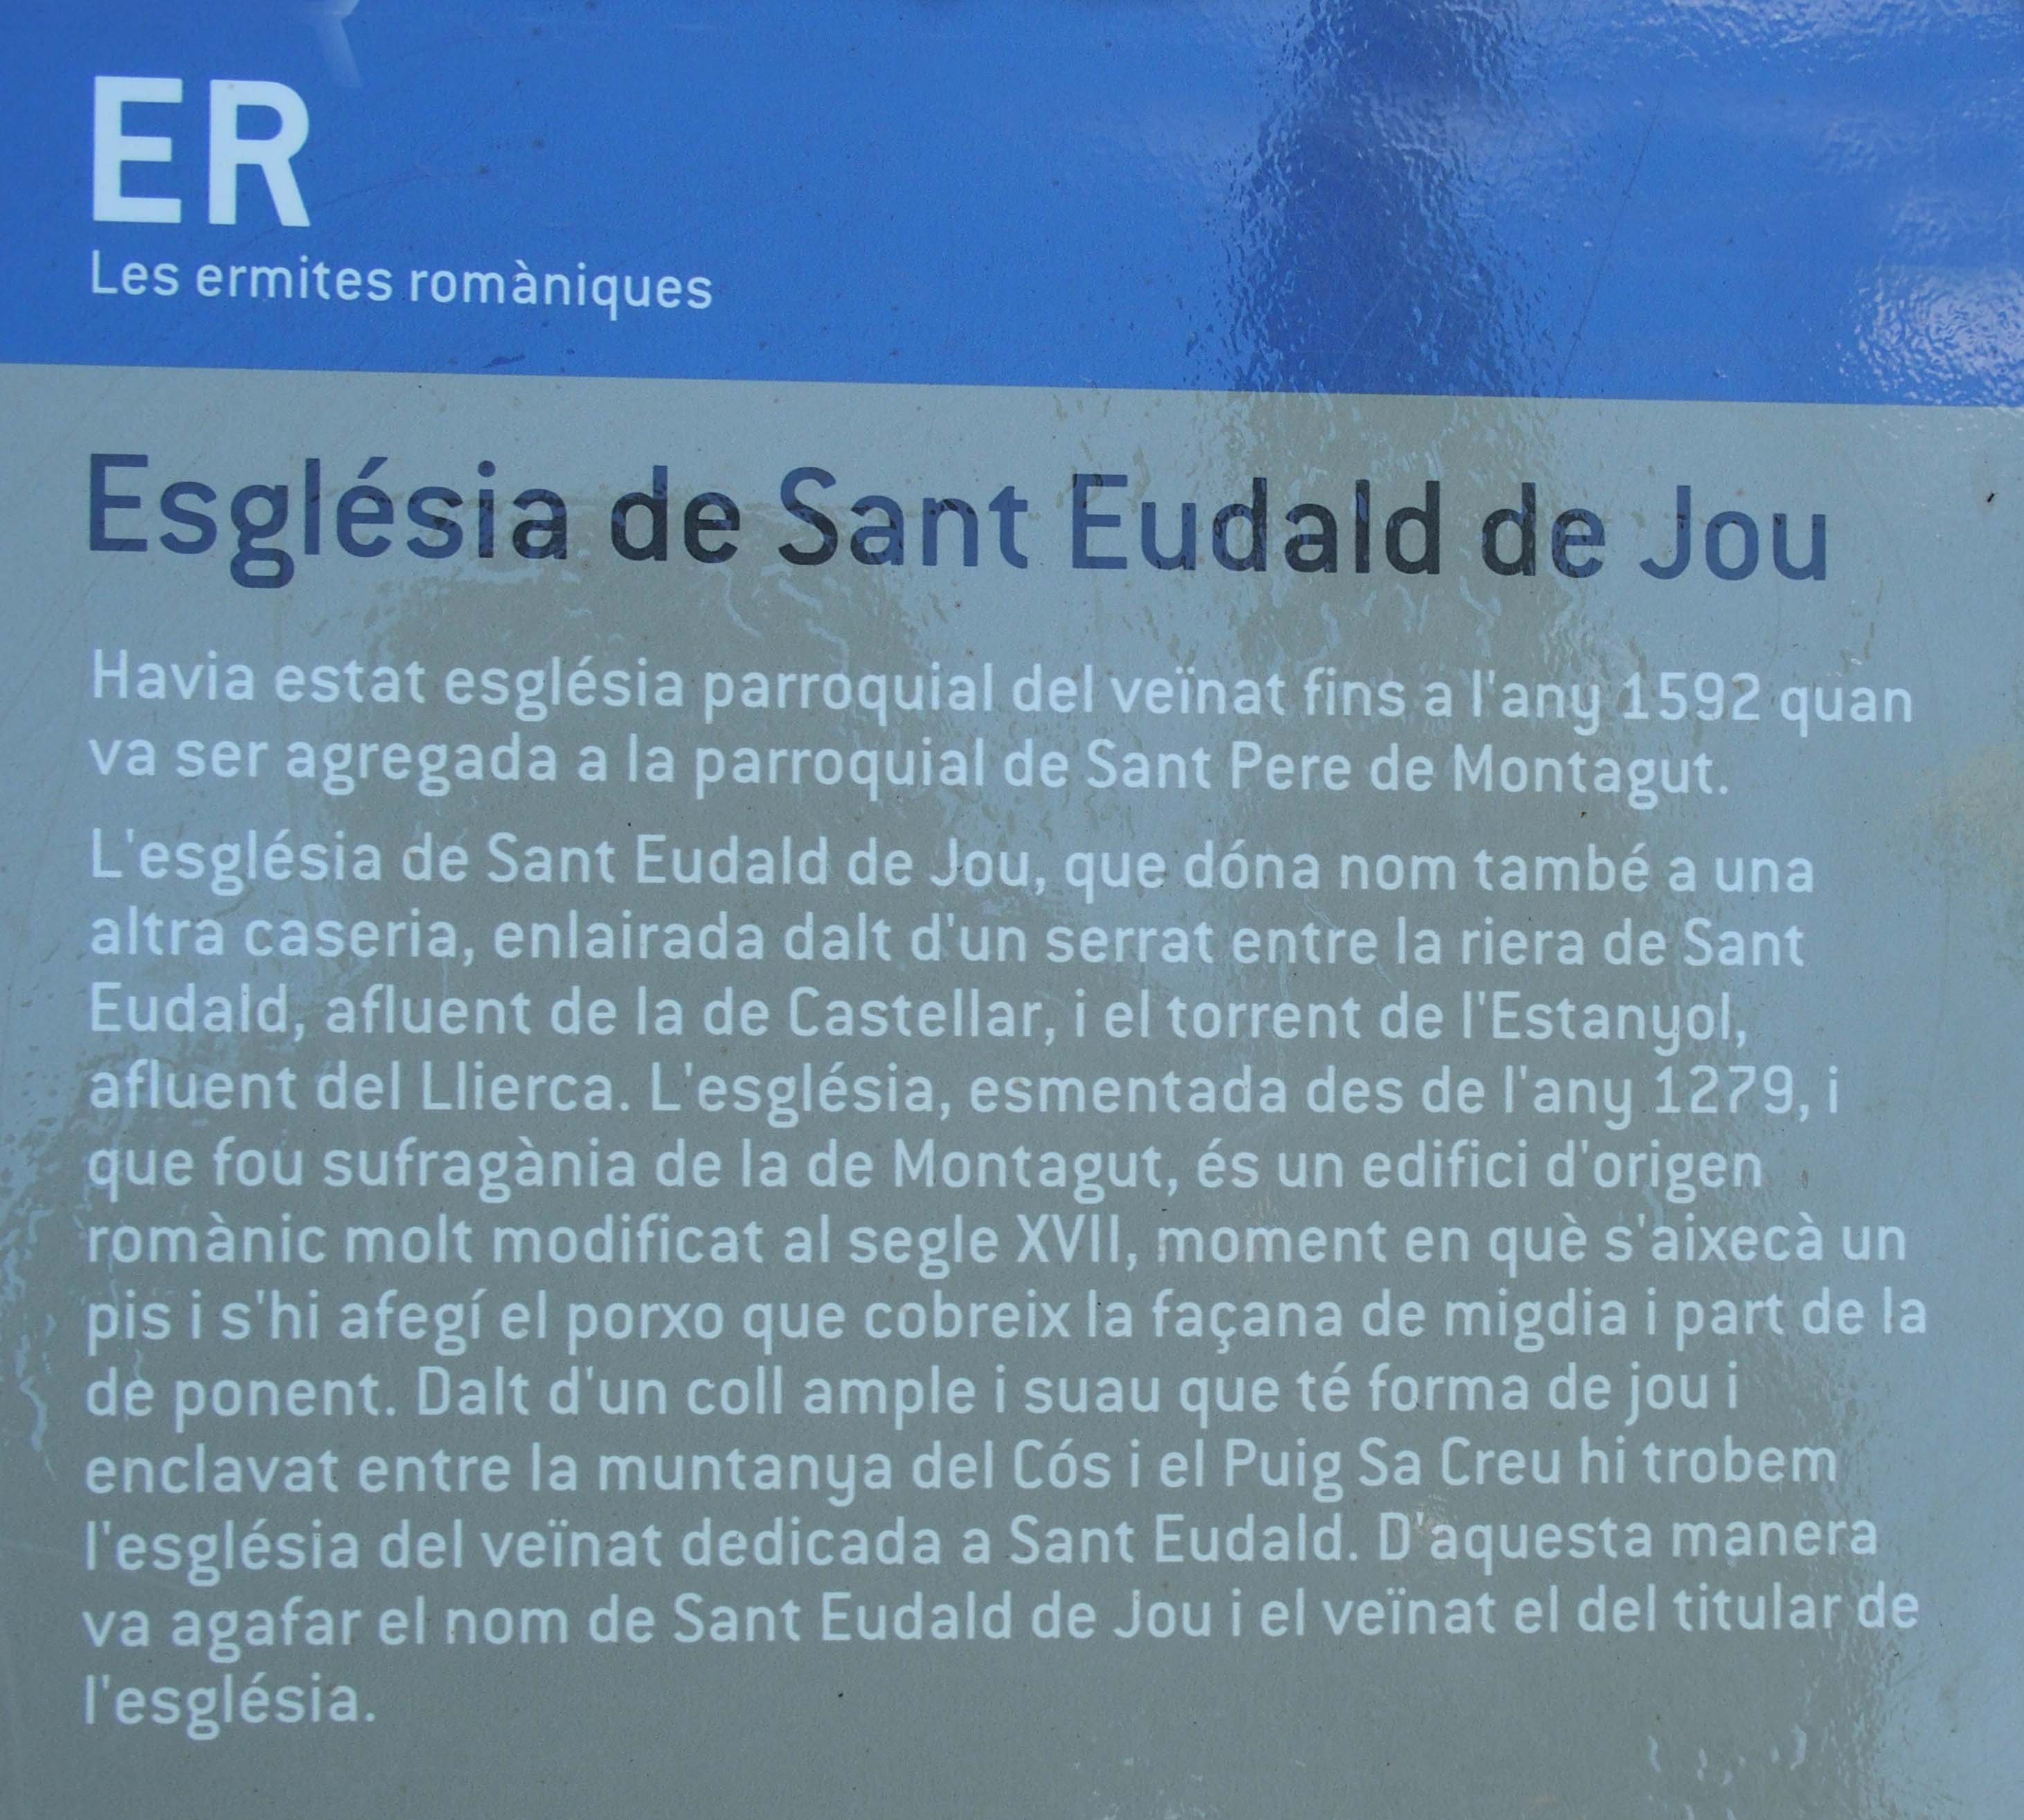 ER
Les ermites romàniques
Església de Sant Eudald de Jou
Havia estat església parroquial del veïnat fins a l'any 1592 quan
va ser agregada a la parroquial de Sant Pere de Montagut.
L'església de Sant Eudald de Jou, que dóna nom també a una
altra caseria, enlairada dalt d'un serrat entre la riera de Sant
Eudald, afluent de la de Castellar, i el torrent de l'Estanyol,
afluent del Llierca. L'església, esmentada des de l'any 1279, i
que fou sufragània de la de Montagut, és un edifici d'origen
romànic molt modificat al segle XVII, moment en què s'aixecà un
pis i s'hi afegí el porxo que cobreix la façana de migdia i part de la
de ponent. Dalt d'un coll ample i suau que té forma de jou i
enclavat entre la muntanya del Cós i el Puig Sa Creu hi trobem
l'església del veïnat dedicada a Sant Eudald. D'aquesta manera
va agafar el nom de Sant Eudald de Jou i el veïnat el del titular de
l'església.